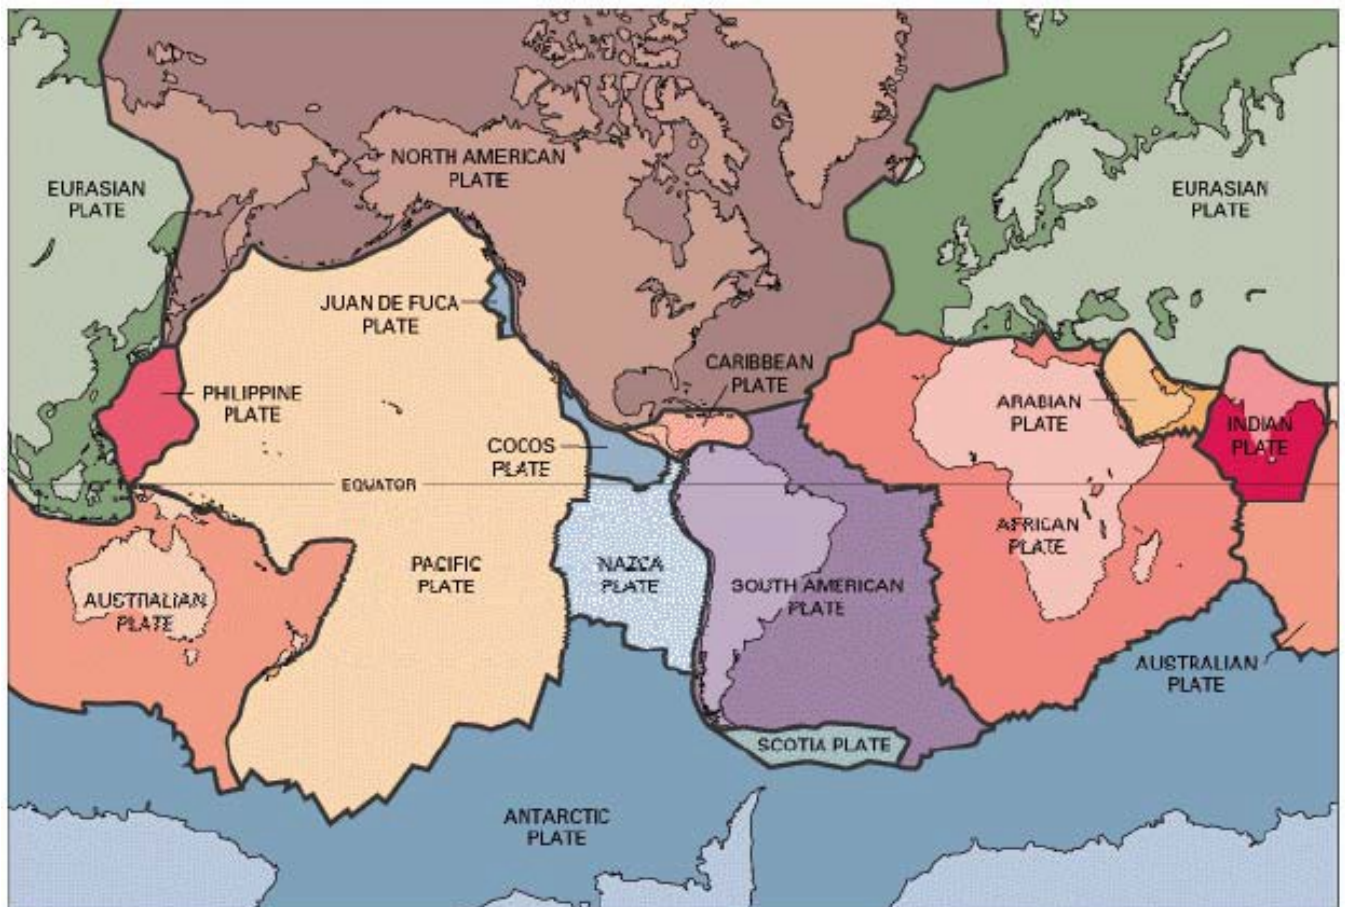 NORTH AMERICAN
PLATE
EURASIAN
PLATE
EURASIAN
PLATE
JUAN DE FUCA
PLATE
CARIBBEAN
PLATE
PHILIPPINE
PLATE
ARABIAN
PLATE
INDIAN
PLATE
COCOS
PLATE
EQUATOR
AFRICAN
PLATE
PACIFIC
PLATE
NAZCA
PLATE
SOUTH AMERICAN
PLATE
AUSTRALIAN
PLATE
AUSTRALIAN
PLATE
SCOTIA PLATE
ANTARCTIC
PLATE